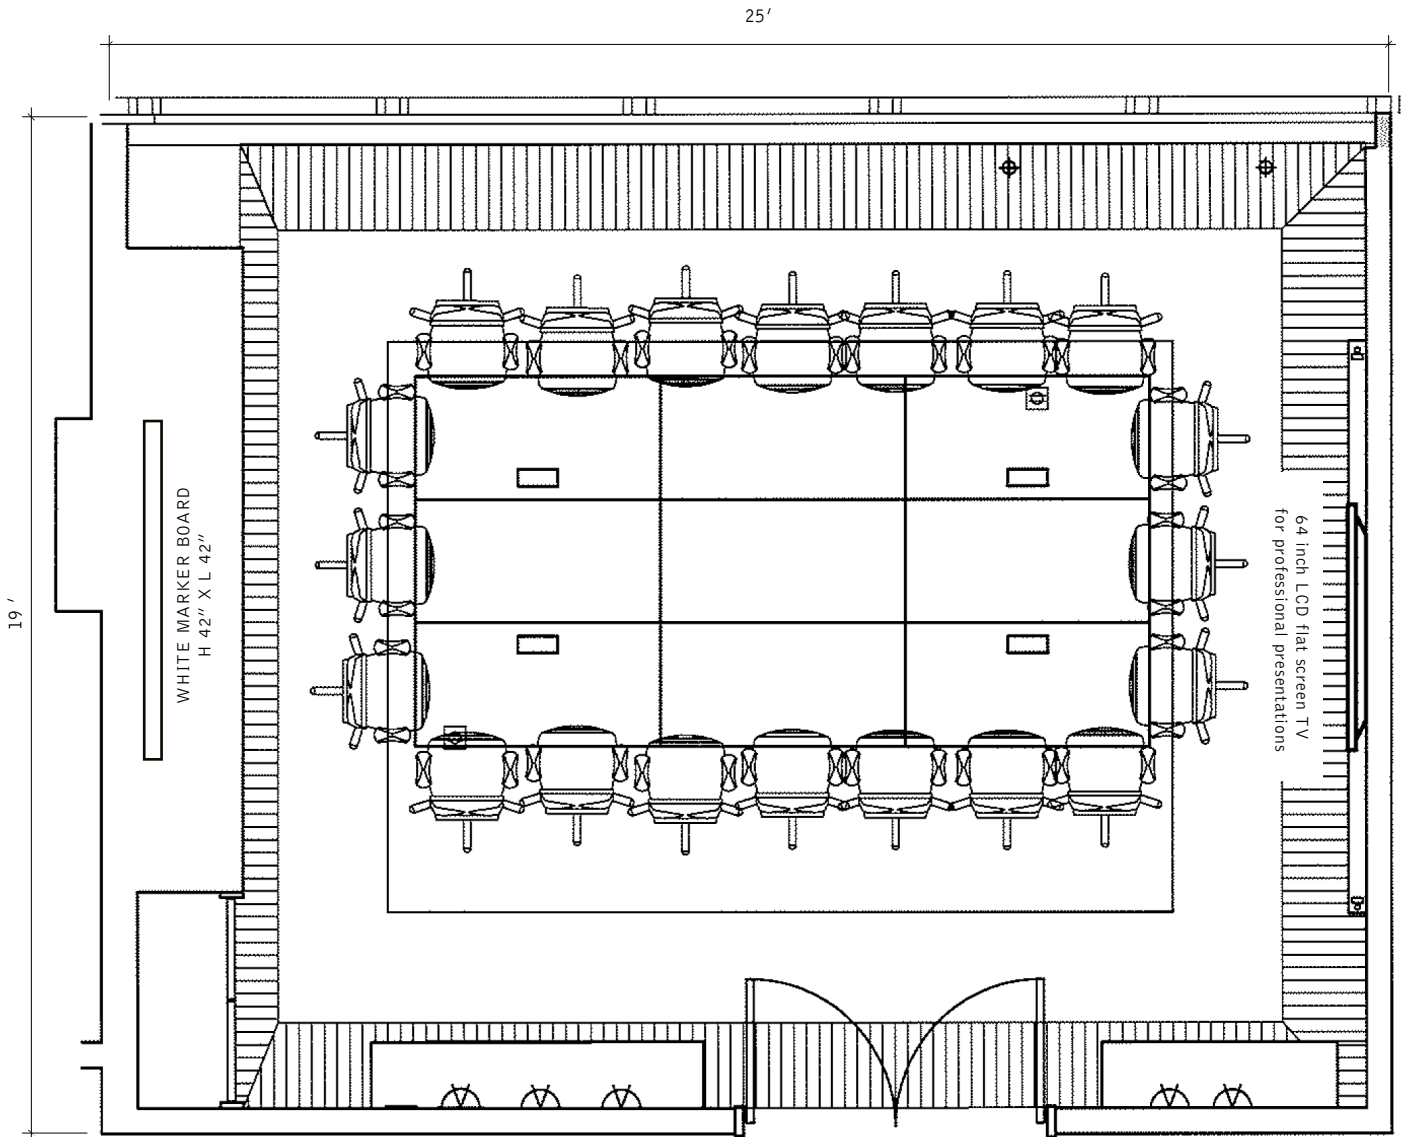 25'
19 '
WHITE MARKER BOARD
H 42" X L 42"
64 inch LCD flat screen TV
for professional presentations